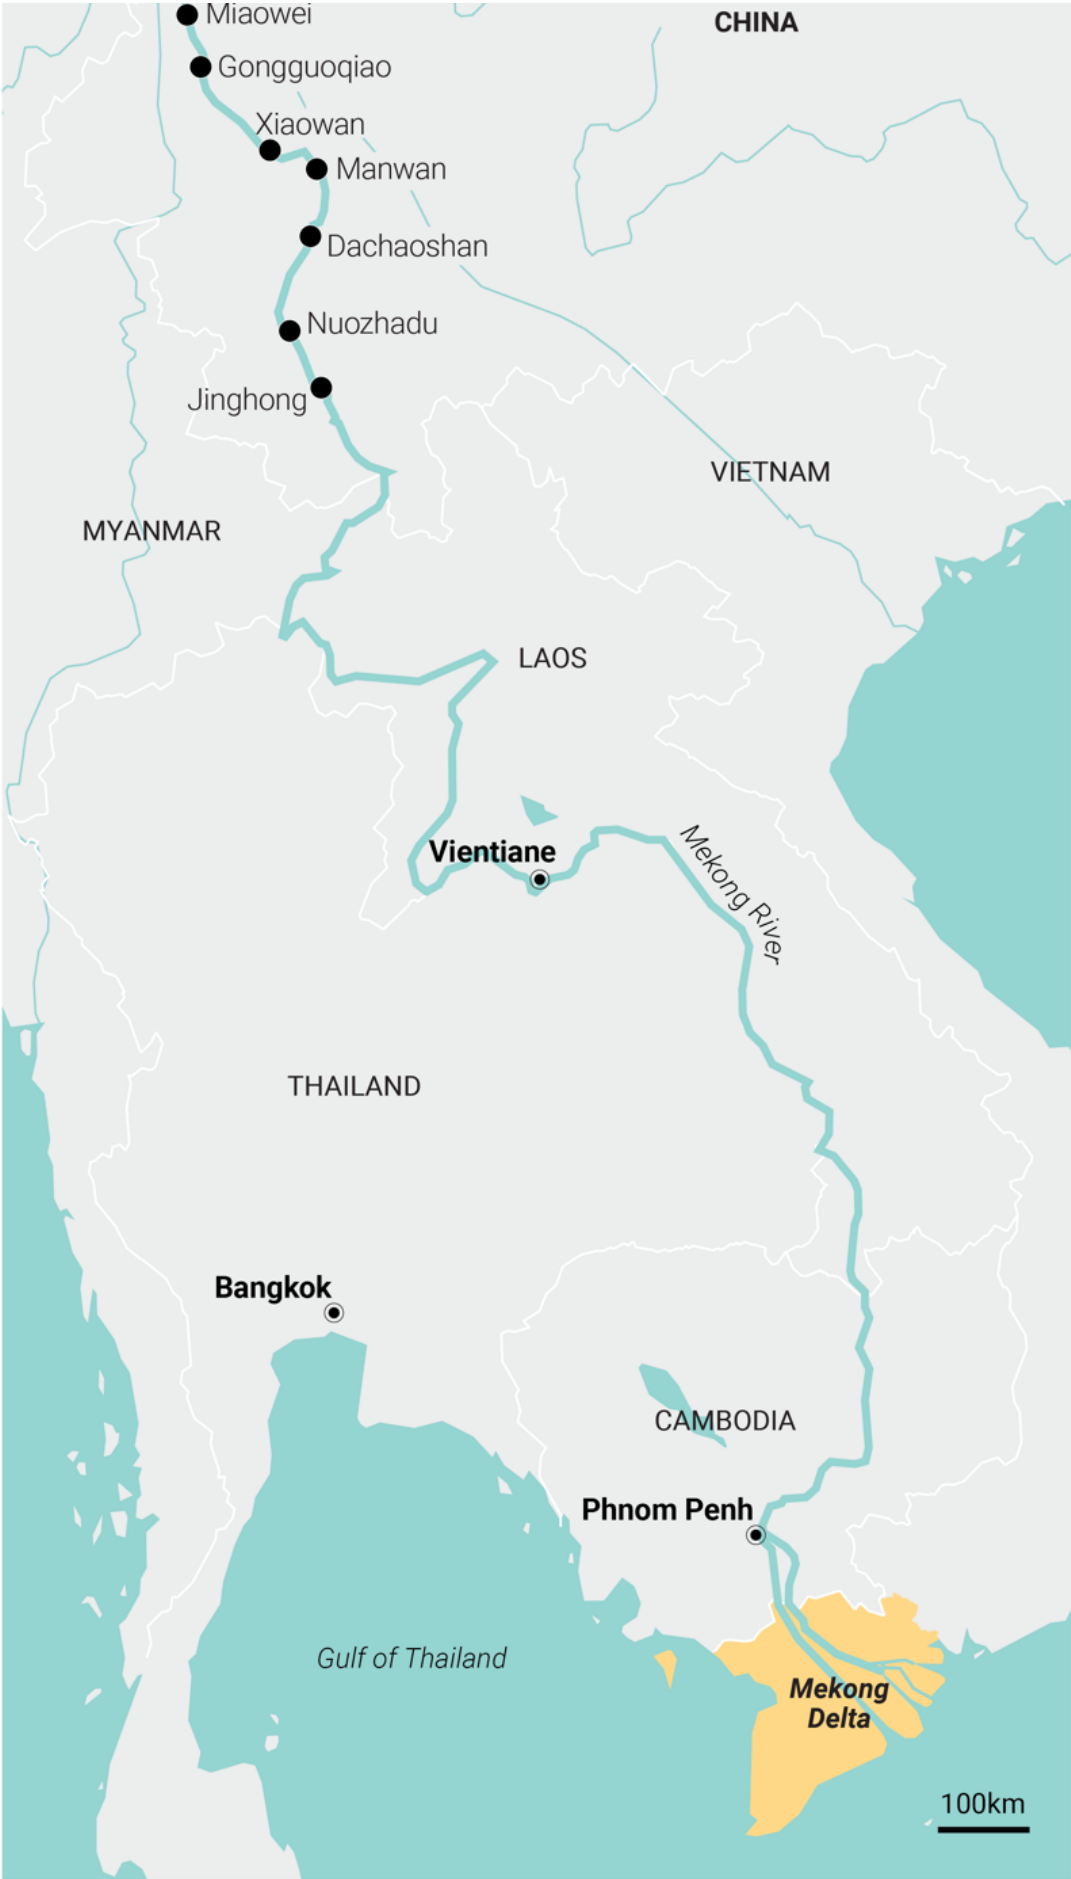 Miaowei
CHINA
Gongguoqiao
Xiaowan
Manwan
Dachaoshan
Nuozhadu
Jinghong
VIETNAM
MYANMAR
LAOS
Vientiane
Mekong River
THAILAND
Bangkok
CAMBODIA
Phnom Penh
Gulf of Thailand
Mekong
Delta
100km